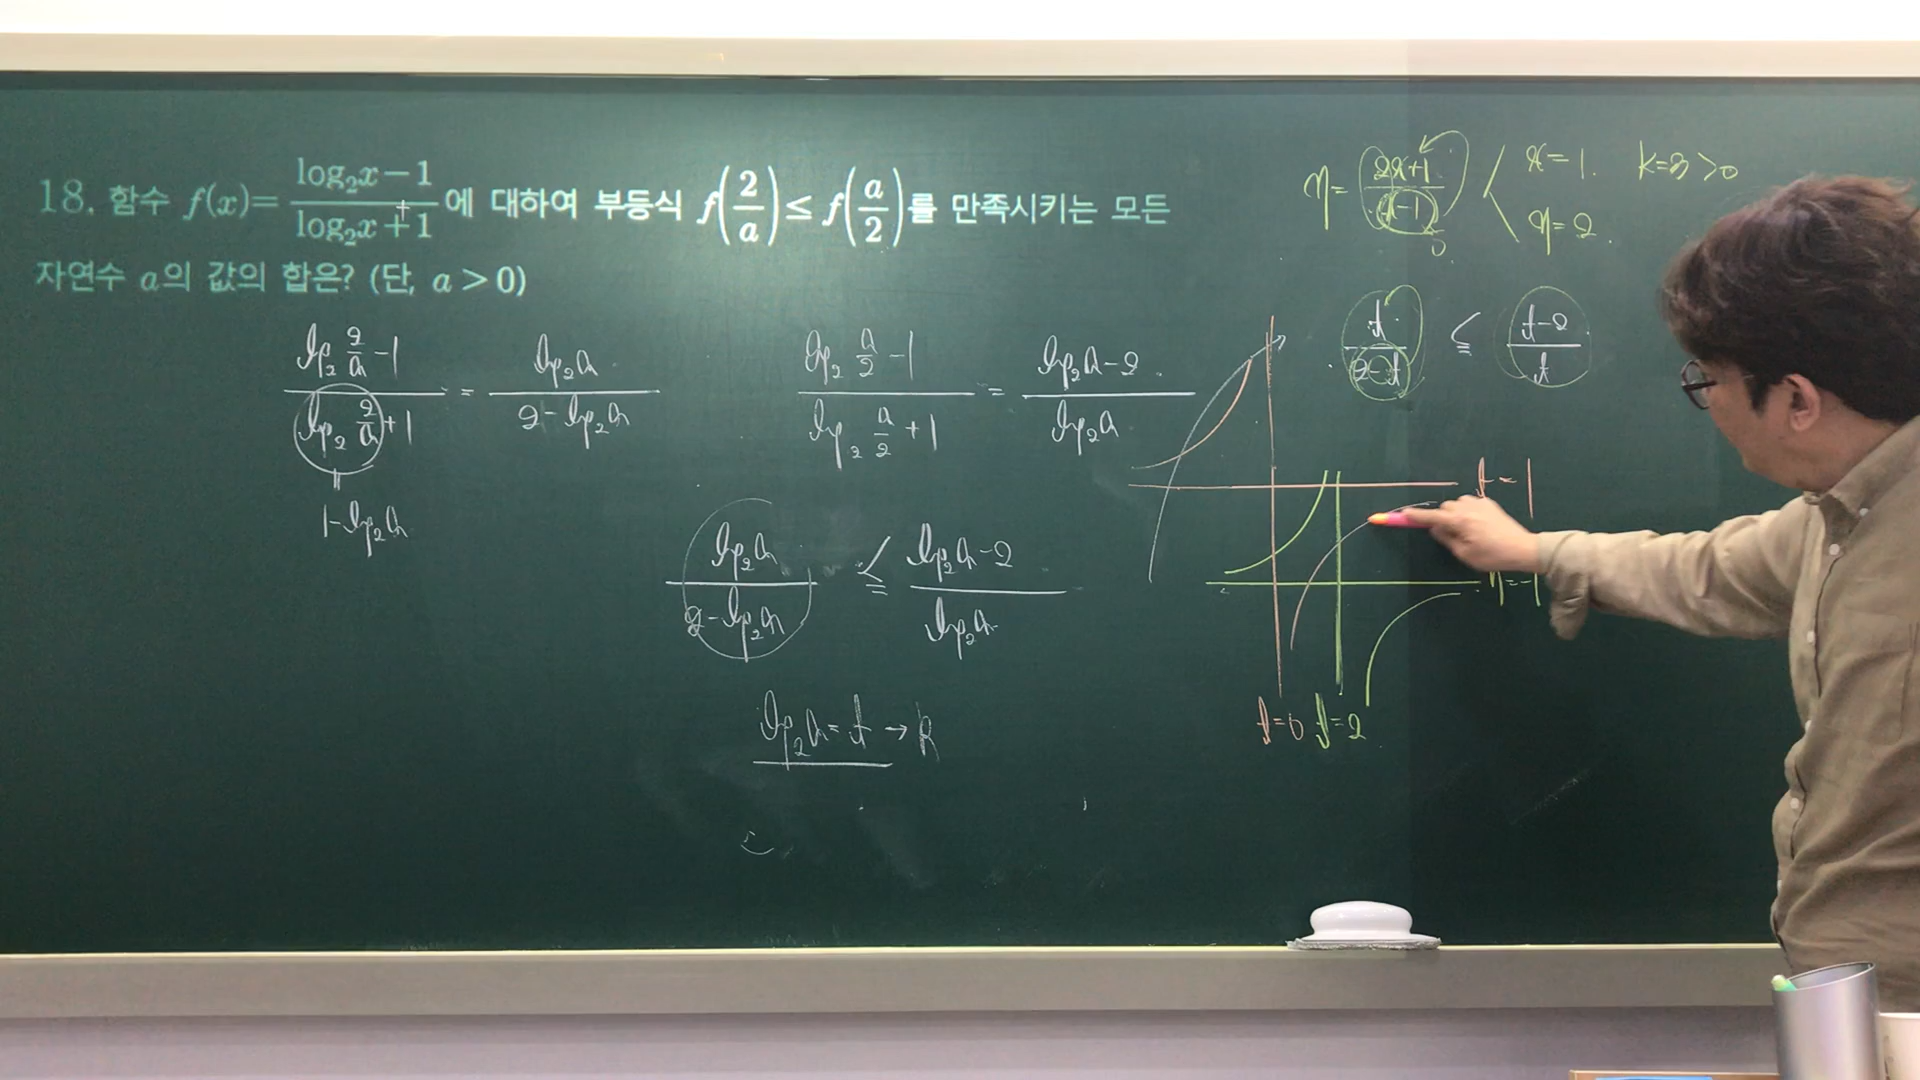 18. 함수 f(x)= (log₂x−1)/(log₂x+1) 에 대하여 부등식 f(2/a) ≤ f(a/2) 를 만족시키는 모든
자연수 a의 값의 합은? (단, a > 0)
(log₂ 2/a −1)/(log₂ 2/a +1) = (log₂a)/(2−log₂a)
1−log₂a
(log₂ a/2 −1)/(log₂ a/2 +1) = (log₂a−2)/(log₂a)
(log₂a)/(2−log₂a) ≤ (log₂a−2)/(log₂a)
log₂a=t → R
y= (2x+1)/(x−1)
x=1. k=3 >0
y=2.
t/(2−t) ≤ (t−2)/t
y=−1
t=0 t=2